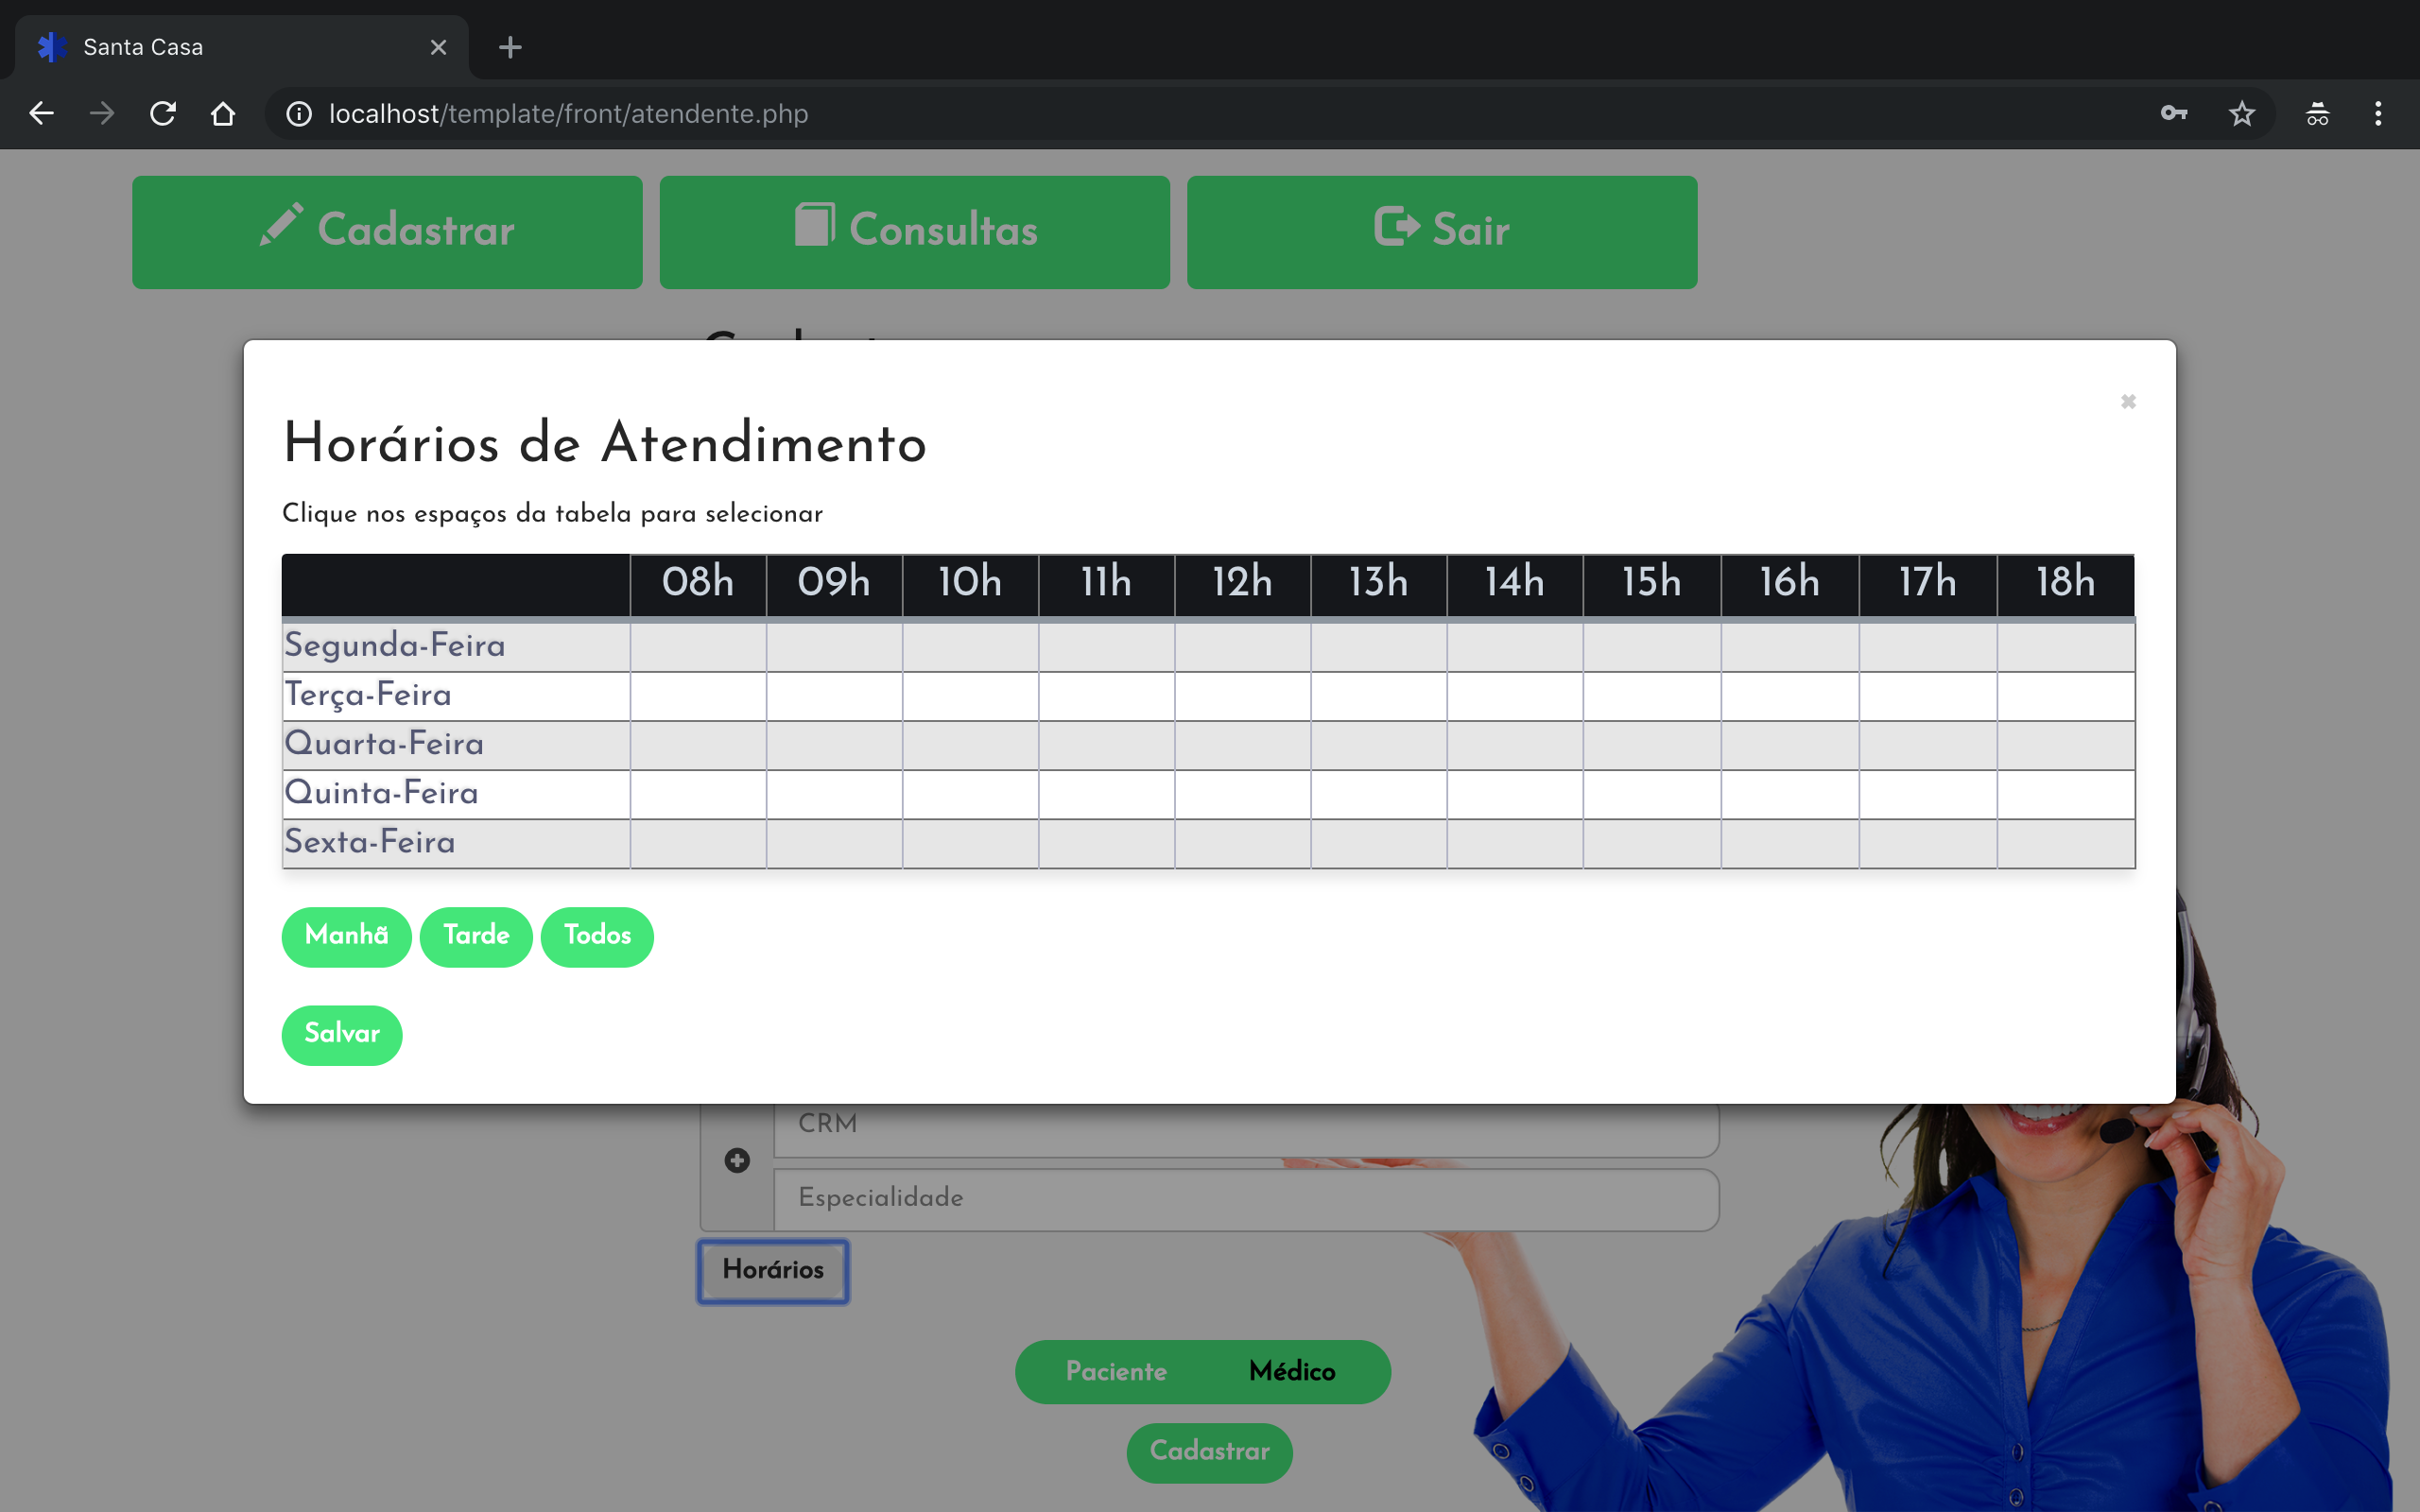 Santa Casa
localhost/template/front/atendente.php
Cadastrar
Consultas
Sair
Horários de Atendimento
Clique nos espaços da tabela para selecionar
08h 09h 10h 11h 12h 13h 14h 15h 16h 17h 18h
Segunda-Feira
Terça-Feira
Quarta-Feira
Quinta-Feira
Sexta-Feira
Manhã Tarde Todos
Salvar
CRM
Especialidade
Horários
Paciente Médico
Cadastrar